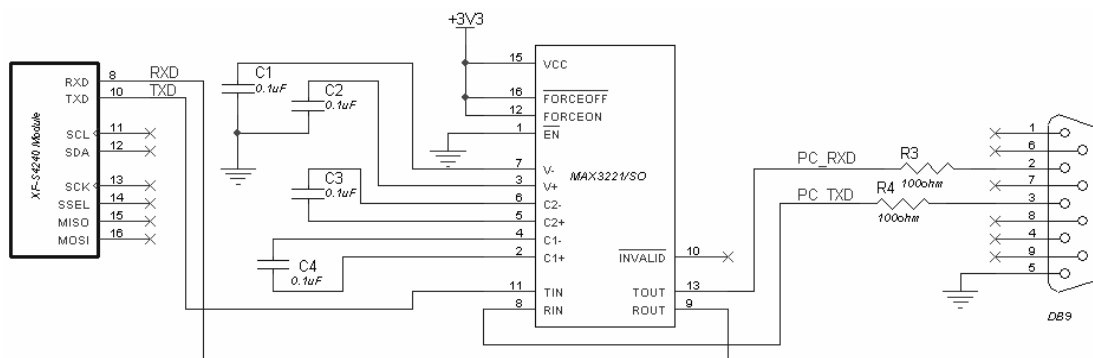 +3V3
XF-S4240 Module
RXD 8 RXD
TXD 10 TXD
SCL 11
SDA 12
SCK 13
SSEL 14
MISO 15
MOSI 16
C1
0.1uF
C2
0.1uF
C3
0.1uF
C4
0.1uF
15 VCC
16 FORCEOFF
12 FORCEON
1 EN
7 V-
3 V+
6 C2-
5 C2+
4 C1-
2 C1+
11 TIN
8 RIN
MAX3221/SO
INVALID 10
TOUT 13
ROUT 9
PC_RXD
R3
100ohm
PC_TXD
R4
100ohm
1
6
2
7
3
8
4
9
5
DB9